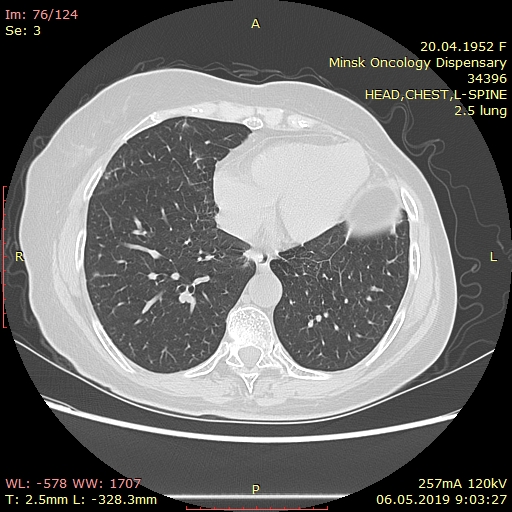 Im: 76/124
Se: 3
A
20.04.1952 F
Minsk Oncology Dispensary
34396
HEAD,CHEST,L-SPINE
2.5 lung
R
L
WL: -578 WW: 1707
T: 2.5mm L: -328.3mm
P
257mA 120kV
06.05.2019 9:03:27